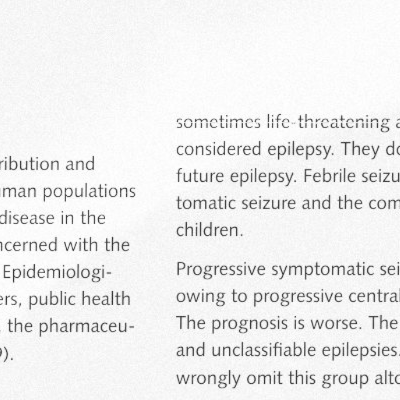 ribution and
uman populations
disease in the
ncerned with the
Epidemiologi-
ers, public health
the pharmaceu-
9).
sometimes life-threatening a
considered epilepsy. They do
future epilepsy. Febrile seizu
tomatic seizure and the com
children.
Progressive symptomatic sei
owing to progressive central
The prognosis is worse. The
and unclassifiable epilepsies.
wrongly omit this group alto